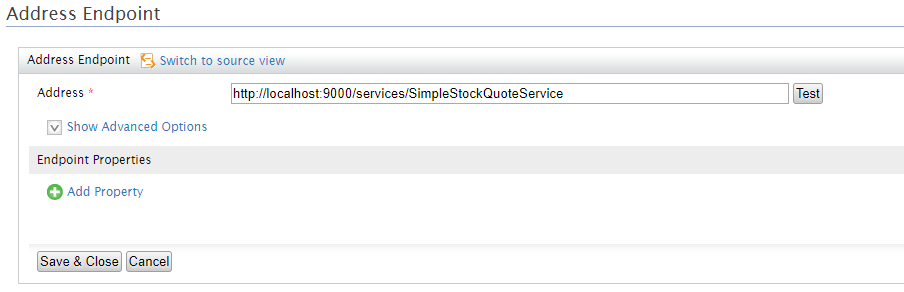 Address Endpoint
Address Endpoint Switch to source view
Address * http://localhost:9000/services/SimpleStockQuoteService Test
Show Advanced Options
Endpoint Properties
Add Property
Save & Close Cancel